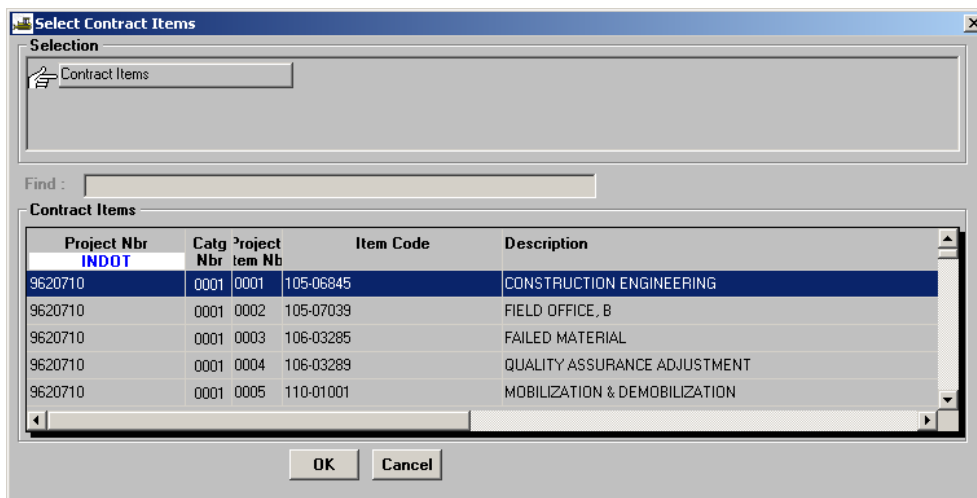 Select Contract Items
Selection
Contract Items
Find :
Contract Items
Project Nbr Catg Nbr Project Item Nb Item Code Description
INDOT
9620710 0001 0001 105-06845 CONSTRUCTION ENGINEERING
9620710 0001 0002 105-07039 FIELD OFFICE, B
9620710 0001 0003 106-03285 FAILED MATERIAL
9620710 0001 0004 106-03289 QUALITY ASSURANCE ADJUSTMENT
9620710 0001 0005 110-01001 MOBILIZATION & DEMOBILIZATION
OK Cancel